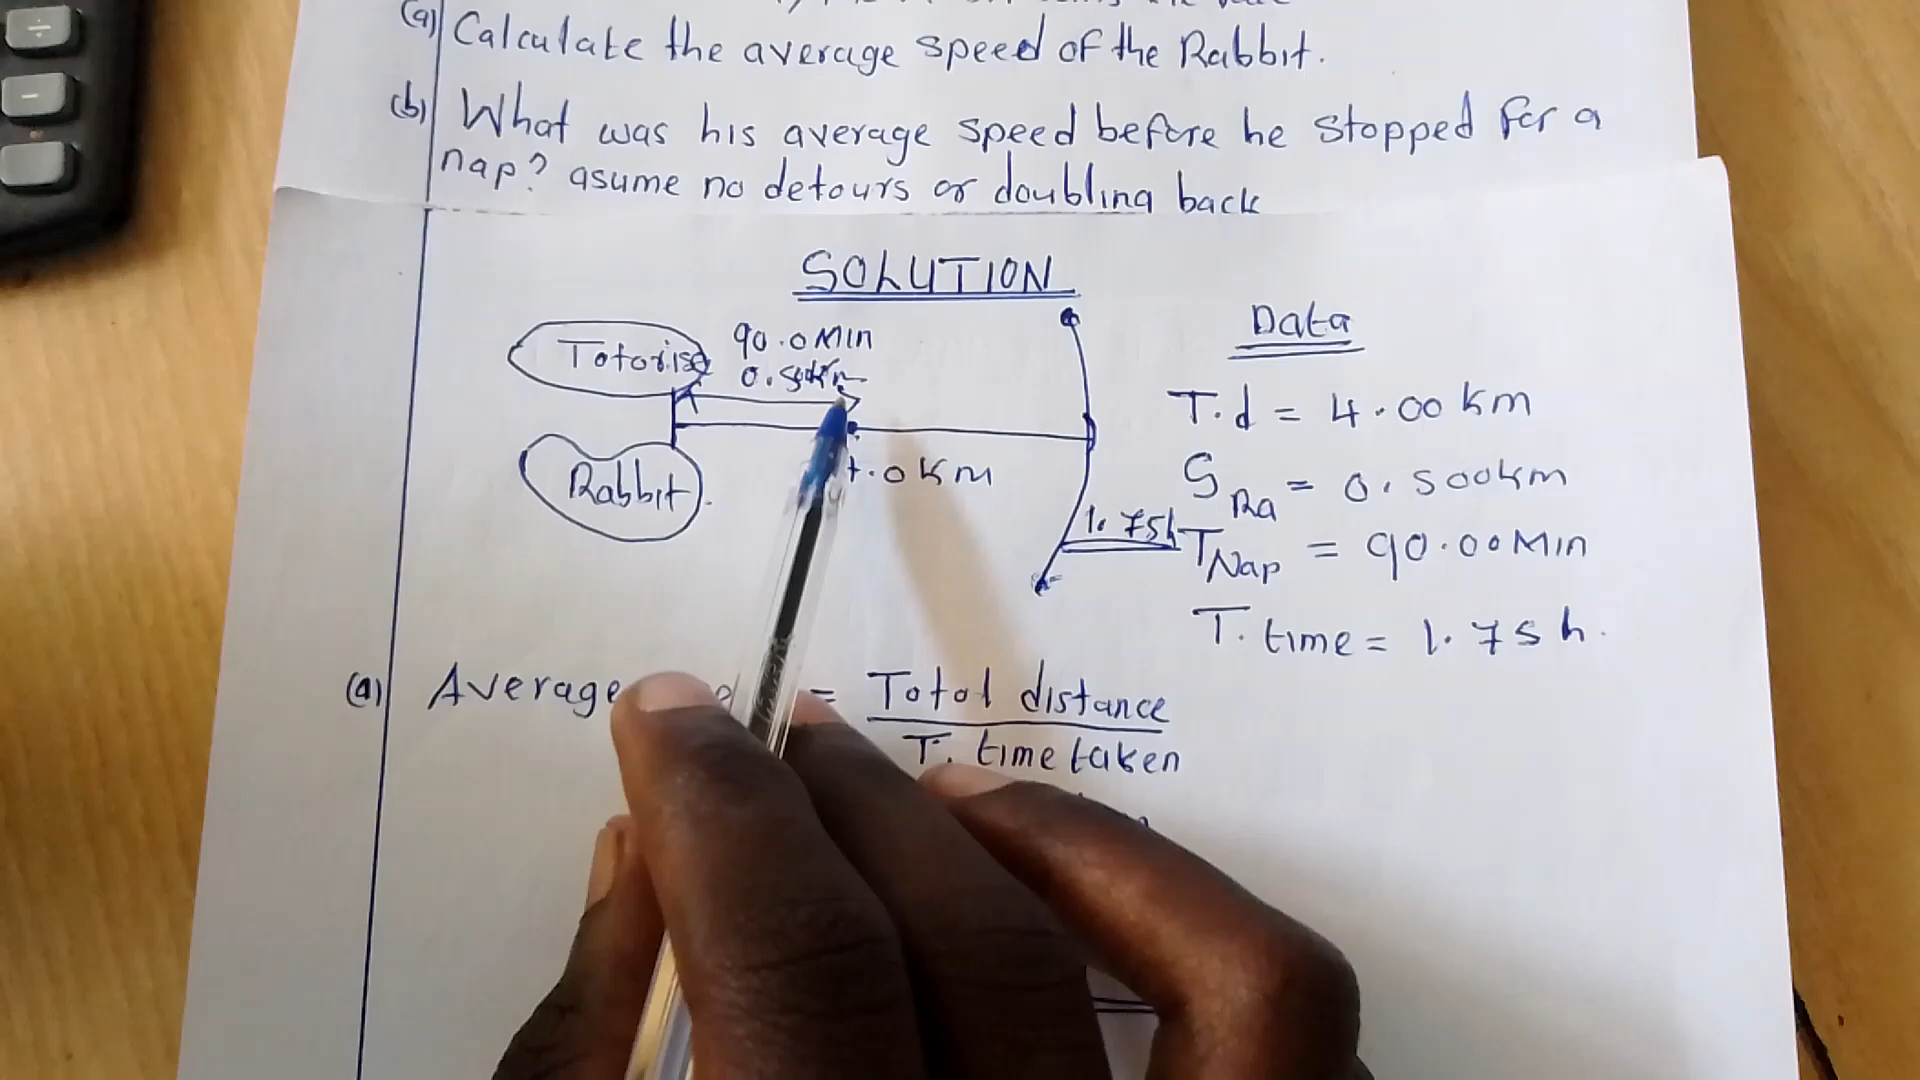 (a) Calculate the average speed of the Rabbit.
(b) What was his average speed before he stopped for a
nap? asume no detours or doubling back
SOLUTION
Totorise
90.0 Min
Rabbit.
.0 km
1.75h
Data
T.d = 4.00 km
S Ra = 0.500km
T Nap = 90.00 Min
T. time = 1.75 h.
(a) Average = Total distance
T. time taken